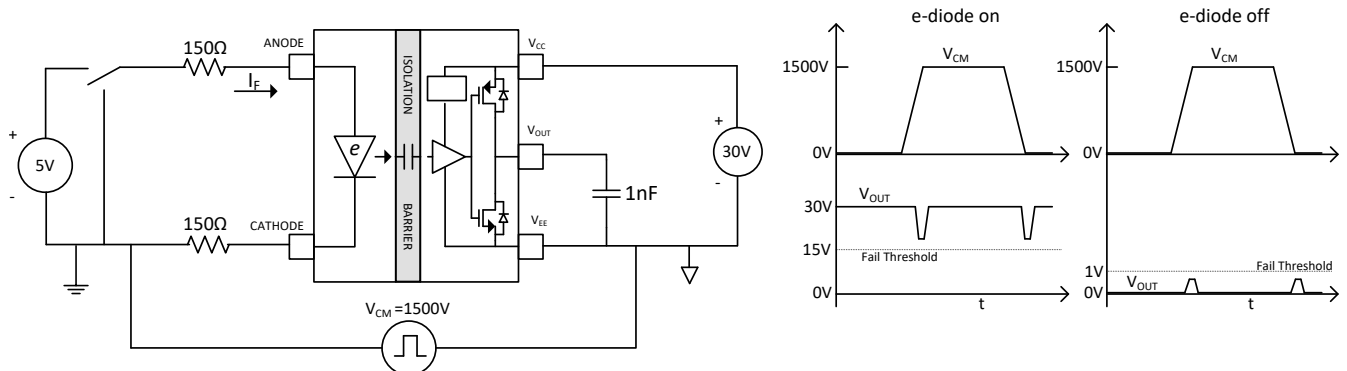 150Ω
ANODE
I_F
5V
+
-
150Ω
CATHODE
e
ISOLATION
BARRIER
V_CC
V_OUT
V_EE
1nF
+
30V
-
V_CM =1500V
e-diode on
1500V
V_CM
0V
V_OUT
30V
15V
Fail Threshold
0V
t
e-diode off
1500V
V_CM
0V
1V
Fail Threshold
0V
V_OUT
t